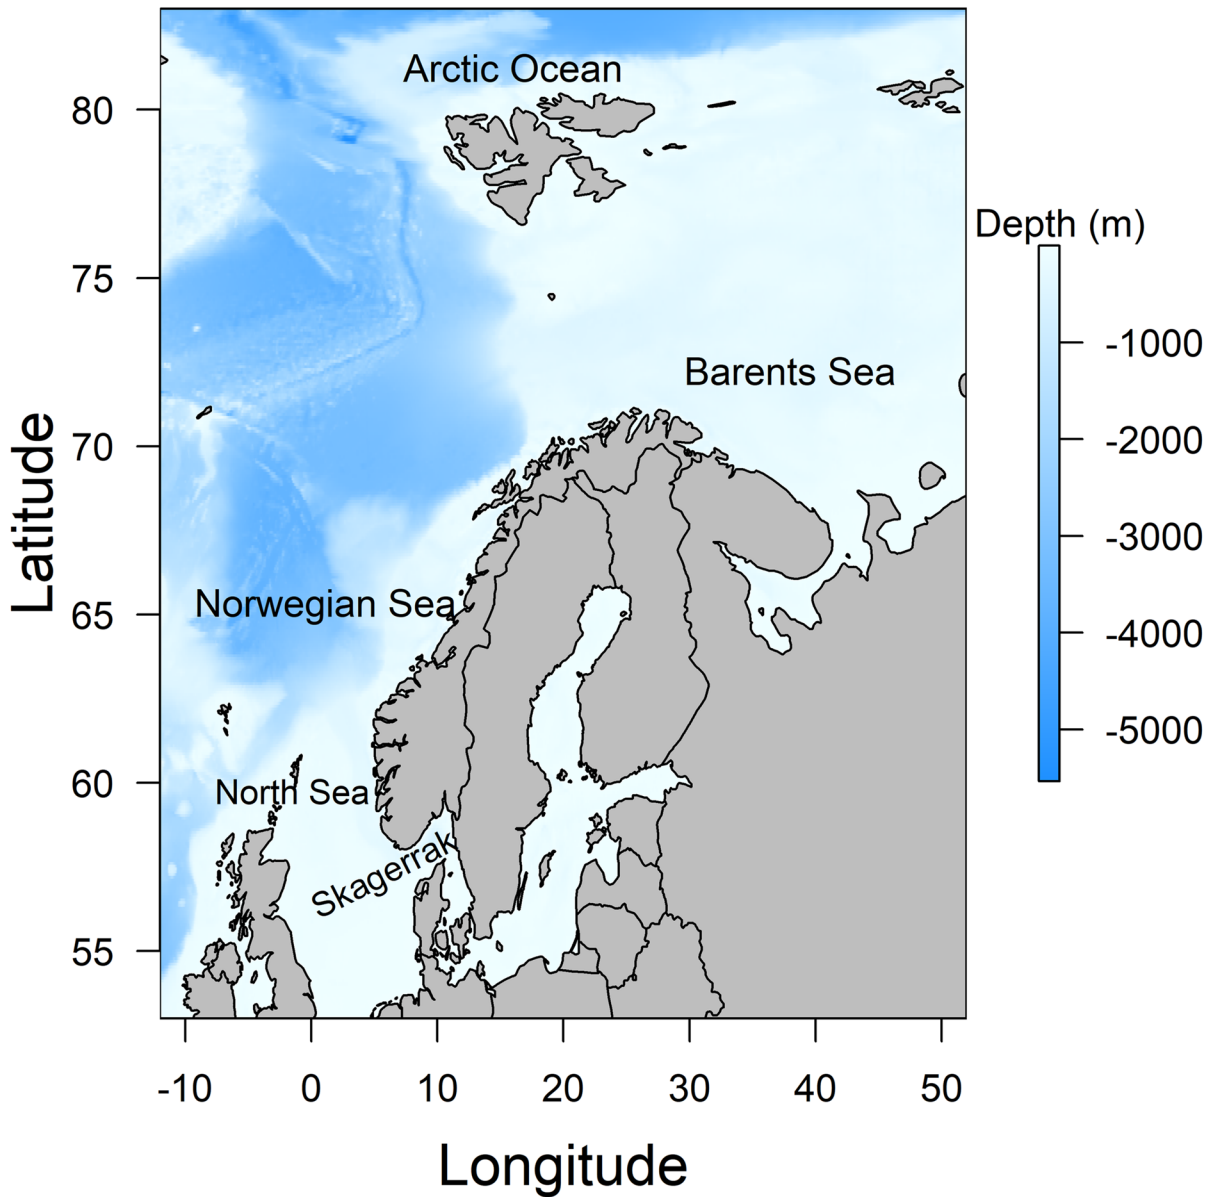 Arctic Ocean
80
Depth (m)
75
-1000
Barents Sea
-2000
70
Latitude
-3000
Norwegian Sea
65
-4000
-5000
60
North Sea
Skagerrak
55
-10 0 10 20 30 40 50
Longitude